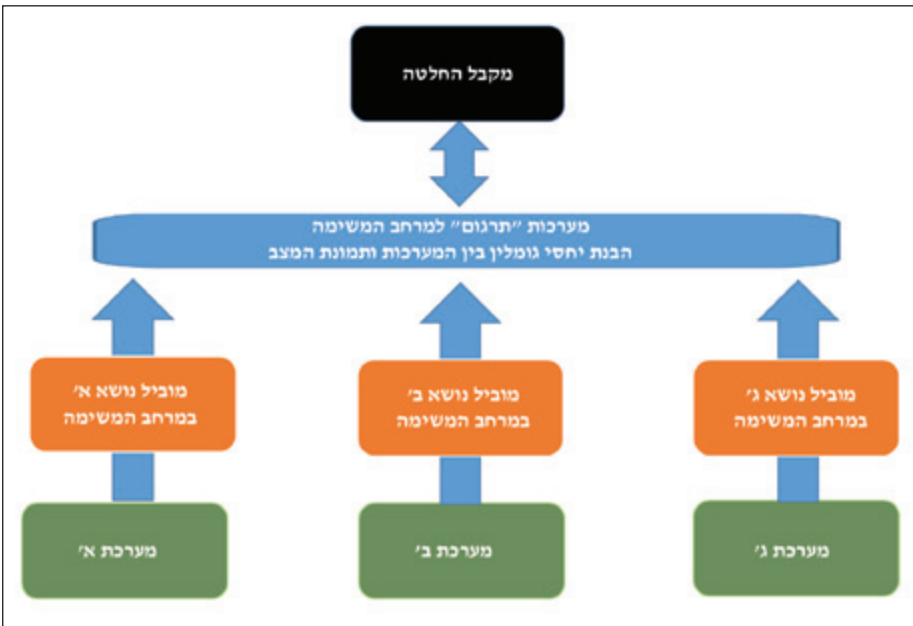 מקבל החלטה
מערכות "תרגום" למרחב המשימה
הבנת יחסי גומלין בין המערכות ותמונת המצב
מוביל נושא ג'
במרחב המשימה
מוביל נושא ב'
במרחב המשימה
מוביל נושא א'
במרחב המשימה
מערכת ג'
מערכת ב'
מערכת א'